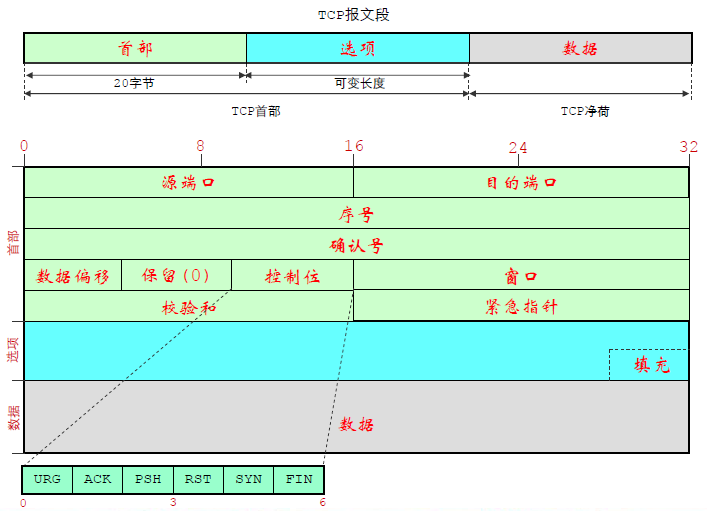 TCP报文段
首部 选项 数据
20字节 可变长度
TCP首部 TCP净荷
0 8 16 24 32
源端口 目的端口
序号
首部
确认号
数据偏移 保留(0) 控制位 窗口
校验和 紧急指针
选项
填充
数据
数据
URG ACK PSH RST SYN FIN
0 3 6